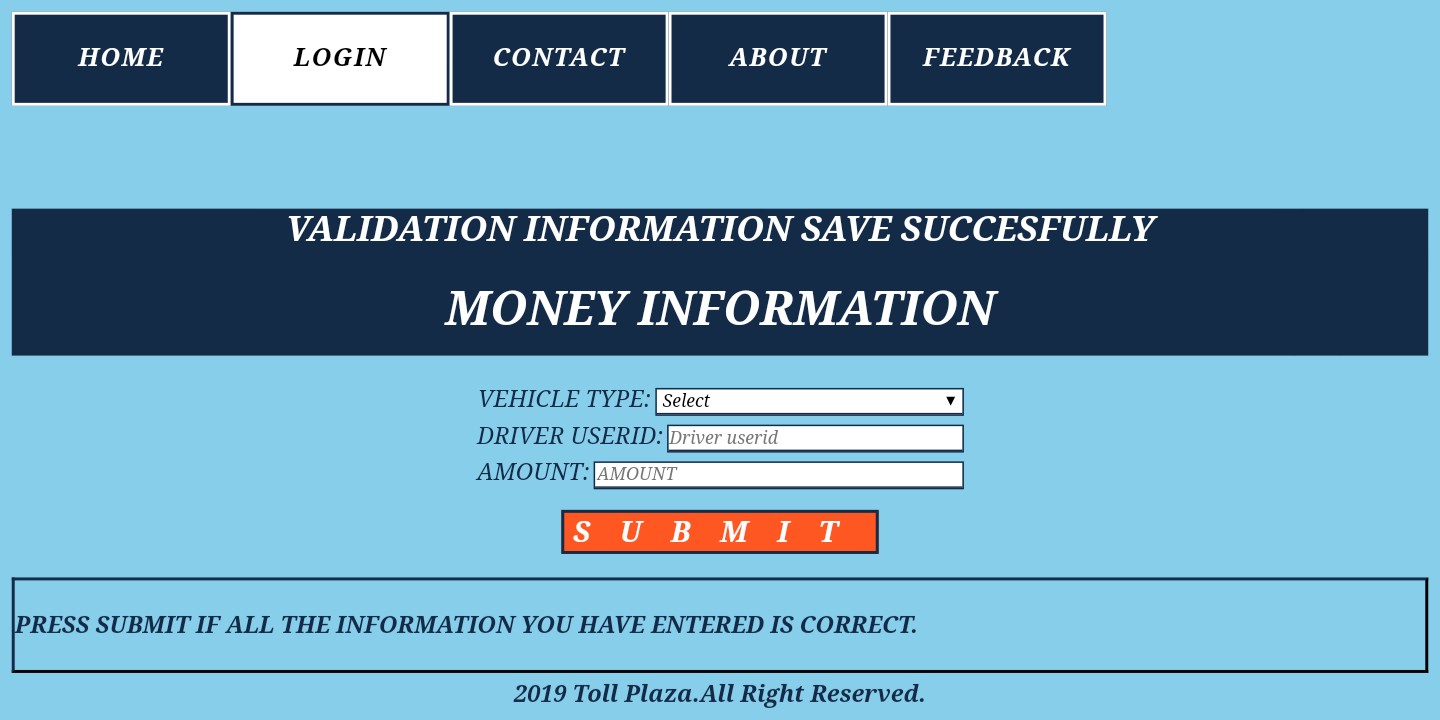 HOME LOGIN CONTACT ABOUT FEEDBACK
VALIDATION INFORMATION SAVE SUCCESFULLY
MONEY INFORMATION
VEHICLE TYPE: Select
DRIVER USERID: Driver userid
AMOUNT: AMOUNT
S U B M I T
PRESS SUBMIT IF ALL THE INFORMATION YOU HAVE ENTERED IS CORRECT.
2019 Toll Plaza.All Right Reserved.